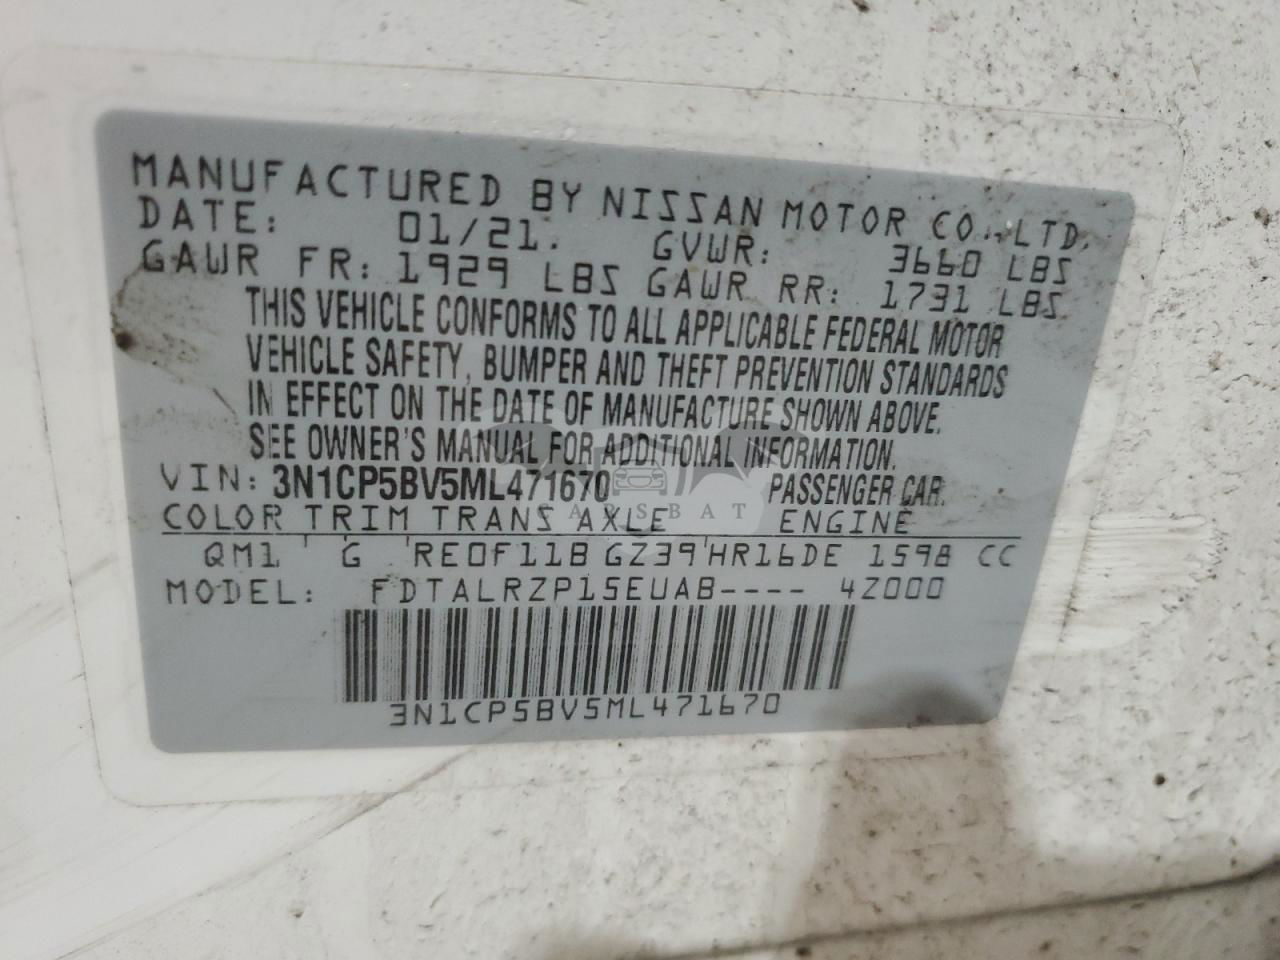 MANUFACTURED BY NISSAN MOTOR CO., LTD.
DATE: 01/21. GVWR: 3660 LBS
GAWR FR: 1929 LBS GAWR RR: 1731 LBS
THIS VEHICLE CONFORMS TO ALL APPLICABLE FEDERAL MOTOR
VEHICLE SAFETY, BUMPER AND THEFT PREVENTION STANDARDS
IN EFFECT ON THE DATE OF MANUFACTURE SHOWN ABOVE.
SEE OWNER'S MANUAL FOR ADDITIONAL INFORMATION.
VIN: 3N1CP5BV5ML471670 PASSENGER CAR.
CARSBAT
COLOR TRIM TRANS AXLE ENGINE
QM1 G RE0F11B GZ39 HR16DE 1598 CC
MODEL: FDTALRZP15EUAB---- 4Z000
3N1CP5BV5ML471670